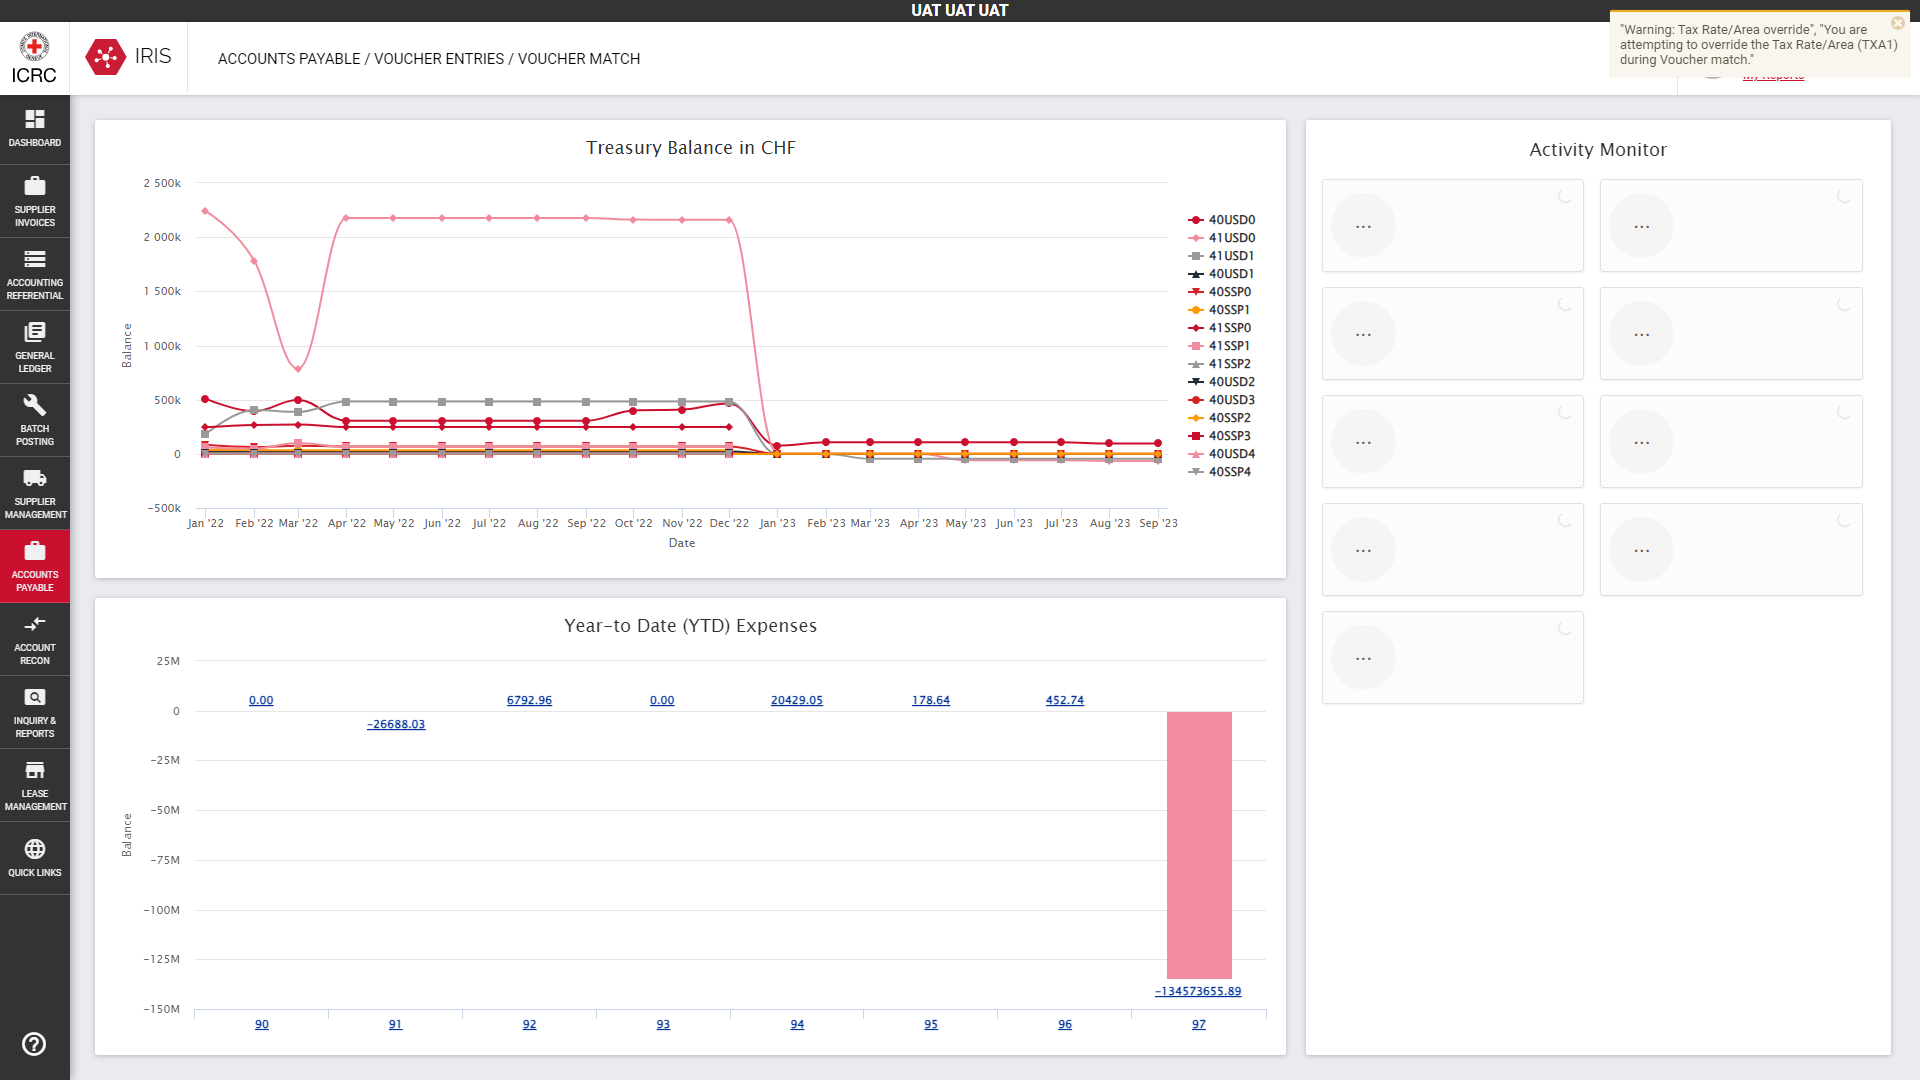 UAT UAT UAT
ICRC
IRIS
ACCOUNTS PAYABLE / VOUCHER ENTRIES / VOUCHER MATCH
"Warning: Tax Rate/Area override", "You are
attempting to override the Tax Rate/Area (TXA1)
during Voucher match."
My Reports
DASHBOARD
SUPPLIER
INVOICES
ACCOUNTING
REFERENTIAL
GENERAL
LEDGER
BATCH
POSTING
SUPPLIER
MANAGEMENT
ACCOUNTS
PAYABLE
ACCOUNT
RECON
INQUIRY &
REPORTS
LEASE
MANAGEMENT
QUICK LINKS
Treasury Balance in CHF
Balance
2 500k
2 000k
1 500k
1 000k
500k
0
−500k
Jan '22 Feb '22 Mar '22 Apr '22 May '22 Jun '22 Jul '22 Aug '22 Sep '22 Oct '22 Nov '22 Dec '22 Jan '23 Feb '23 Mar '23 Apr '23 May '23 Jun '23 Jul '23 Aug '23 Sep '23
Date
40USD0
41USD0
41USD1
40USD1
40SSP0
40SSP1
41SSP0
41SSP1
41SSP2
40USD2
40USD3
40SSP2
40SSP3
40USD4
40SSP4
Year-to Date (YTD) Expenses
Balance
25M
0
−25M
−50M
−75M
−100M
−125M
−150M
0.00
−26688.03
6792.96
0.00
20429.05
178.64
452.74
−134573655.89
90 91 92 93 94 95 96 97
Activity Monitor
... ...
... ...
... ...
... ...
...